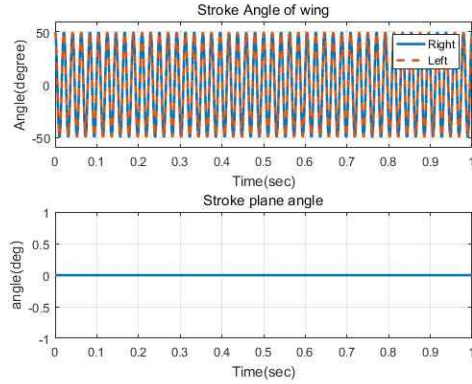 Stroke Angle of wing
Angle(degree)
50
0
-50
Right
Left
0 0.1 0.2 0.3 0.4 0.5 0.6 0.7 0.8 0.9 1
Time(sec)
Stroke plane angle
angle(deg)
1
0.5
0
-0.5
-1
0 0.1 0.2 0.3 0.4 0.5 0.6 0.7 0.8 0.9 1
Time(sec)